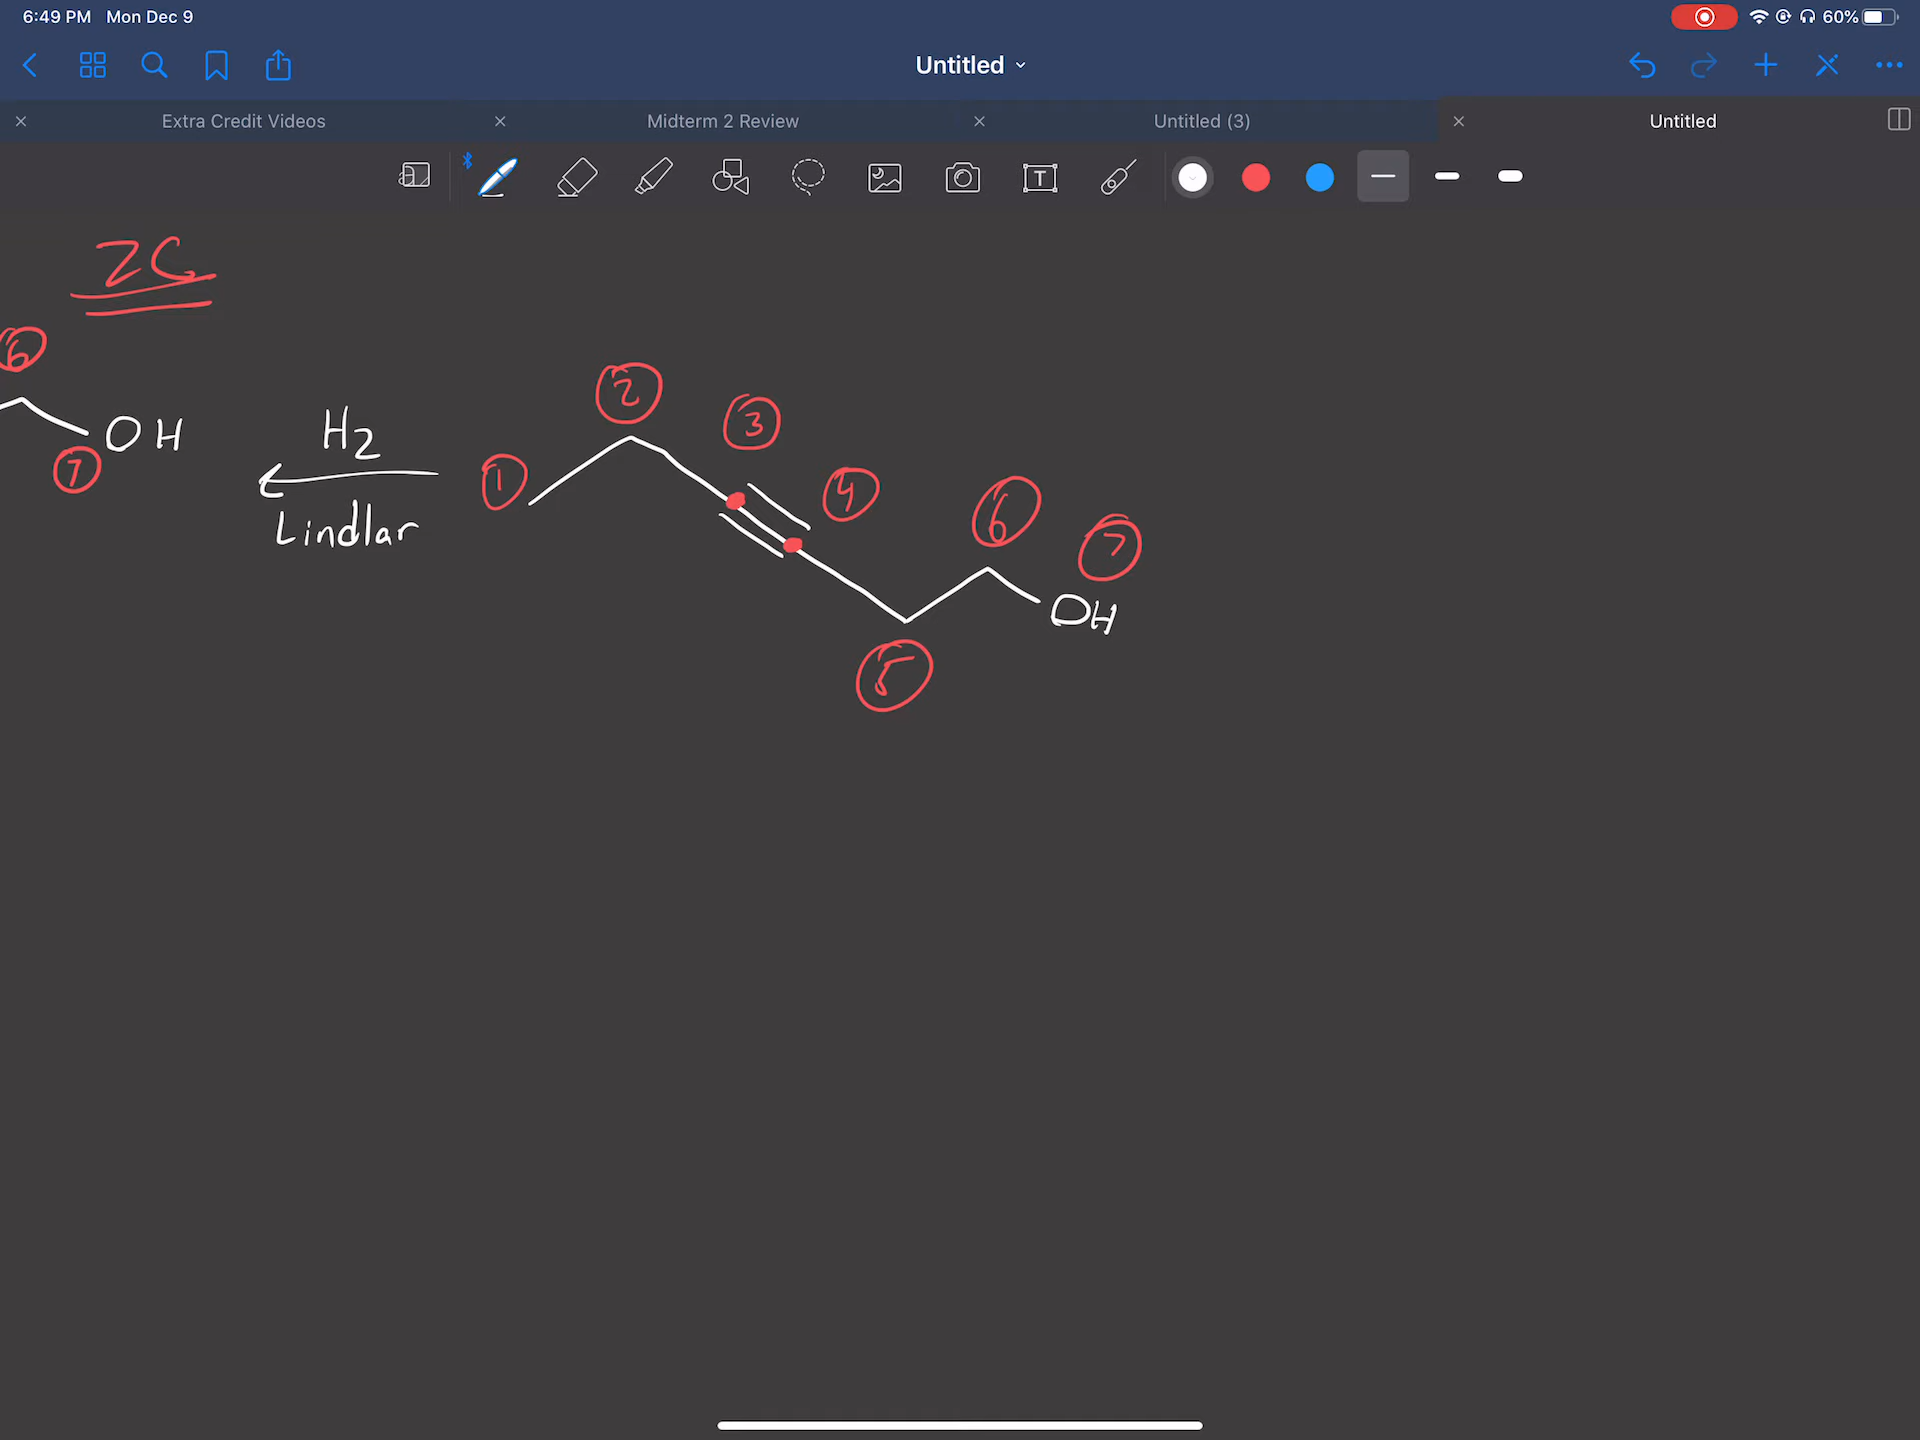 6:49 PM Mon Dec 9
60%
Untitled
Extra Credit Videos
Midterm 2 Review
Untitled (3)
Untitled
T
2C
6
OH
7
H2
Lindlar
1
2
3
4
5
6
7
OH